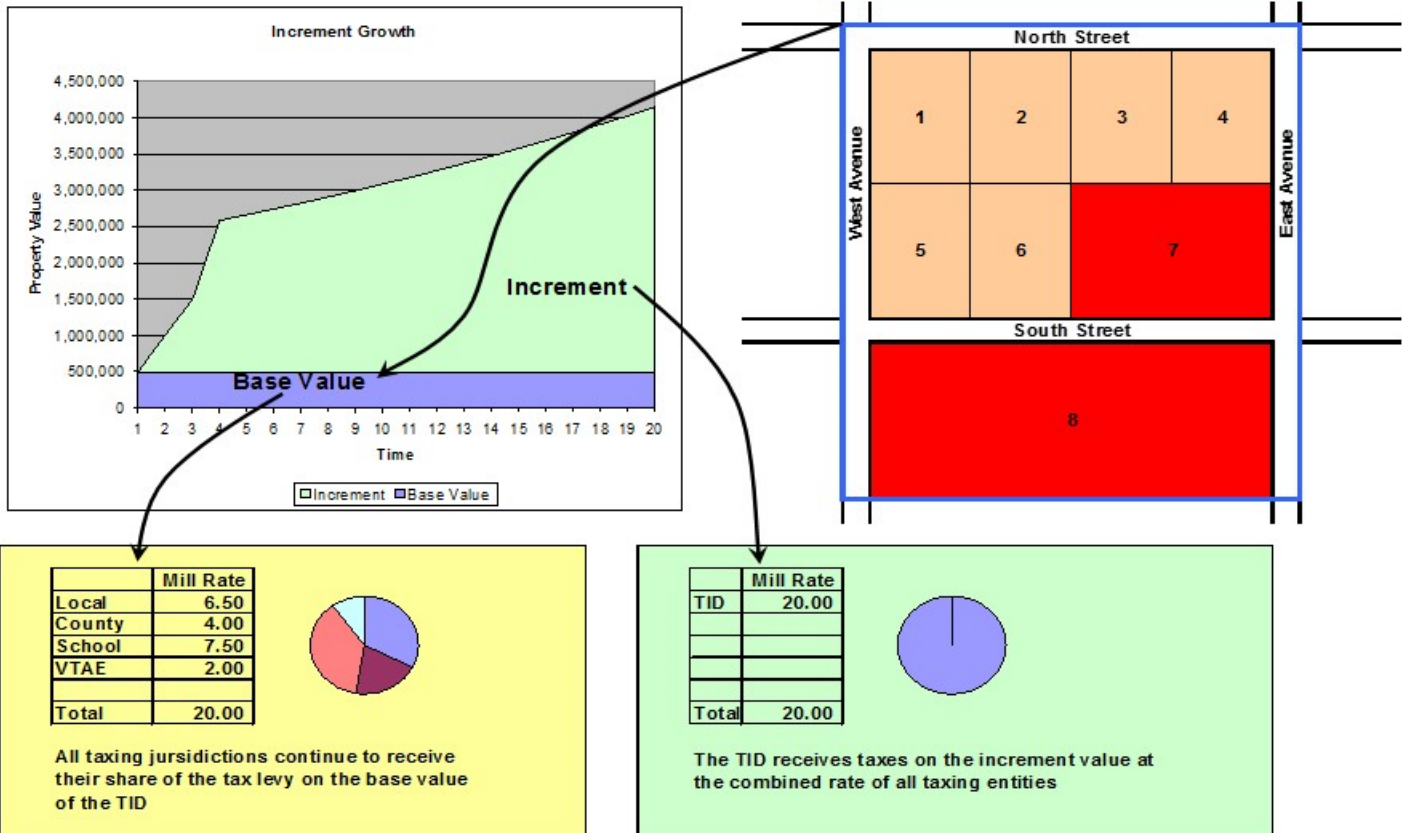 Increment Growth
4,500,000
4,000,000
3,500,000
3,000,000
2,500,000
2,000,000
1,500,000
1,000,000
500,000
0
Property Value
Increment
Base Value
1 2 3 4 5 6 7 8 9 10 11 12 13 14 15 16 17 18 19 20
Time
Increment Base Value
North Street
West Avenue
East Avenue
1 2 3 4
5 6 7
South Street
8
Mill Rate
Local 6.50
County 4.00
School 7.50
VTAE 2.00
Total 20.00
All taxing jursidictions continue to receive
their share of the tax levy on the base value
of the TID
Mill Rate
TID 20.00
Total 20.00
The TID receives taxes on the increment value at
the combined rate of all taxing entities